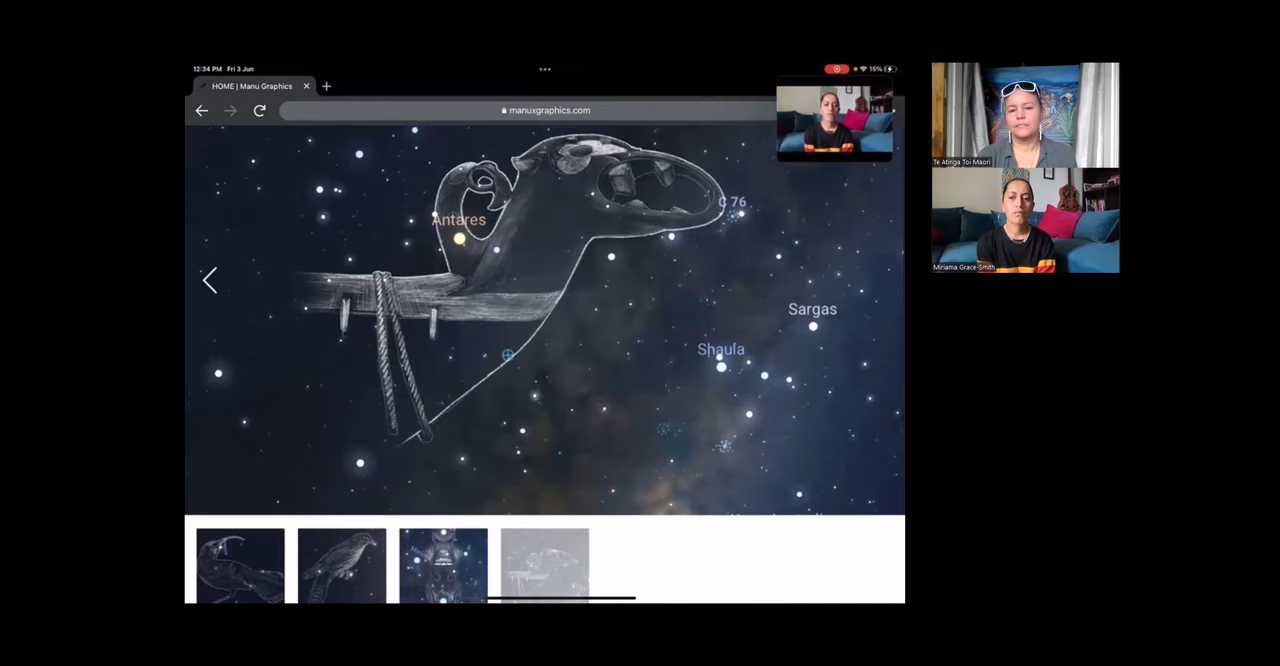 12:34 PM Fri 3 Jun
15%
HOME | Manu Graphics
manuxgraphics.com
Te Atinga Toi Maori
Miriama Grace-Smith
C 76
Antares
Sargas
Shaula